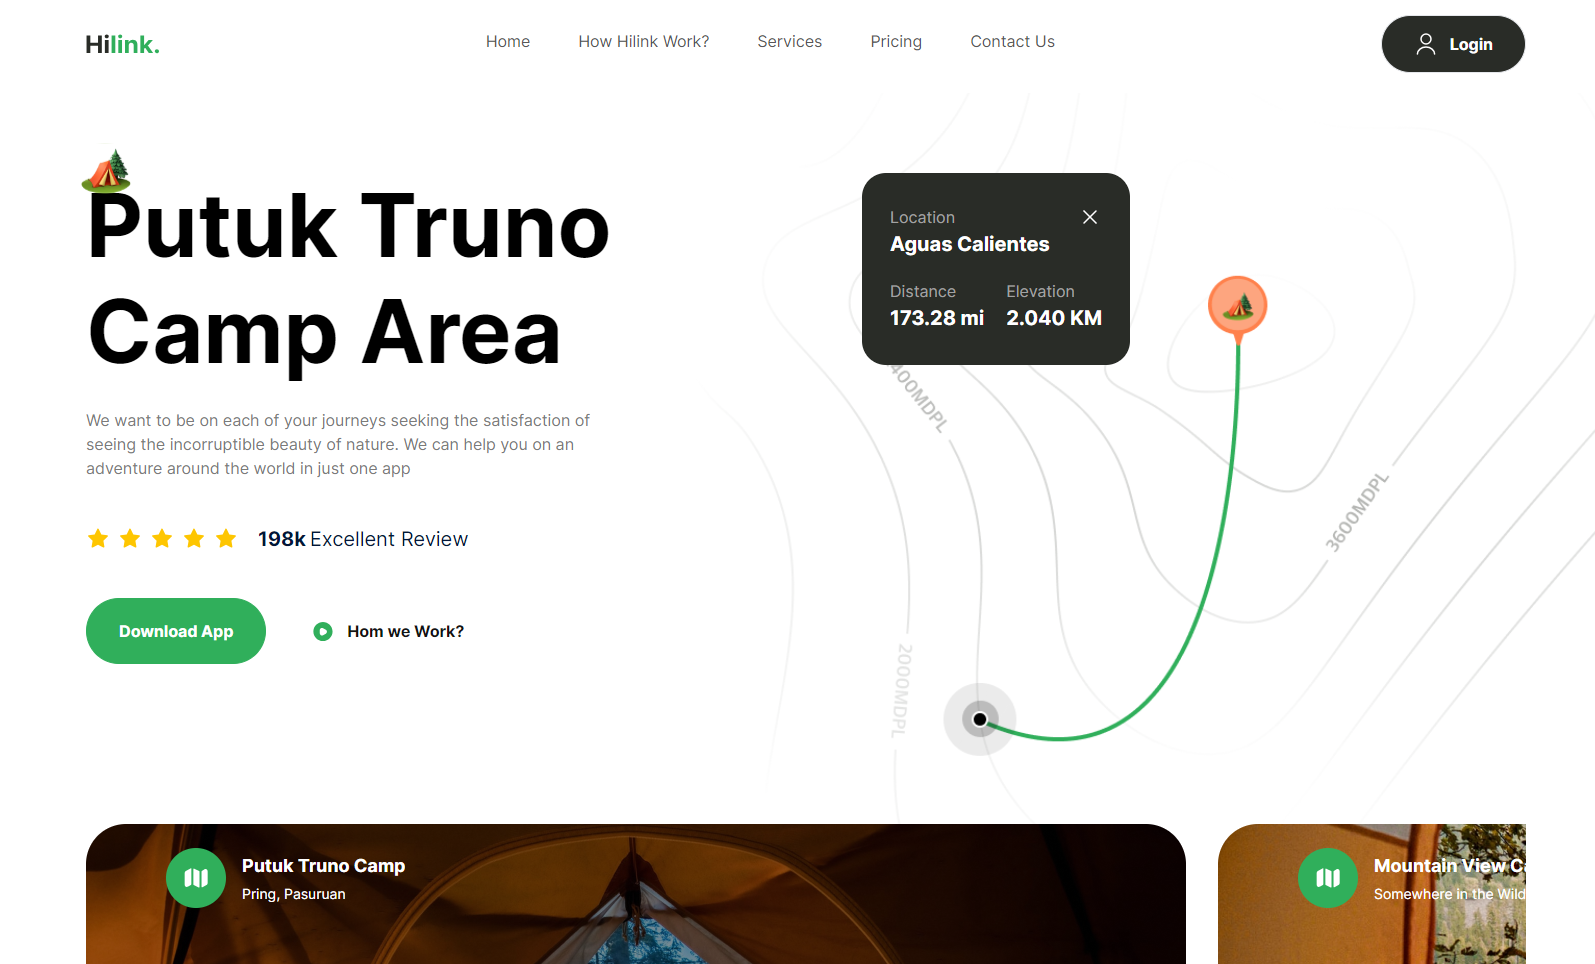 Hilink.
Home
How Hilink Work?
Services
Pricing
Contact Us
Login
Putuk Truno
Camp Area
We want to be on each of your journeys seeking the satisfaction of
seeing the incorruptible beauty of nature. We can help you on an
adventure around the world in just one app
198k Excellent Review
Download App
Hom we Work?
Location
Aguas Calientes
Distance
Elevation
173.28 mi
2.040 KM
400MDPL
3600MDPL
2000MDPL
Putuk Truno Camp
Pring, Pasuruan
Mountain View
Somewhere in the Wild